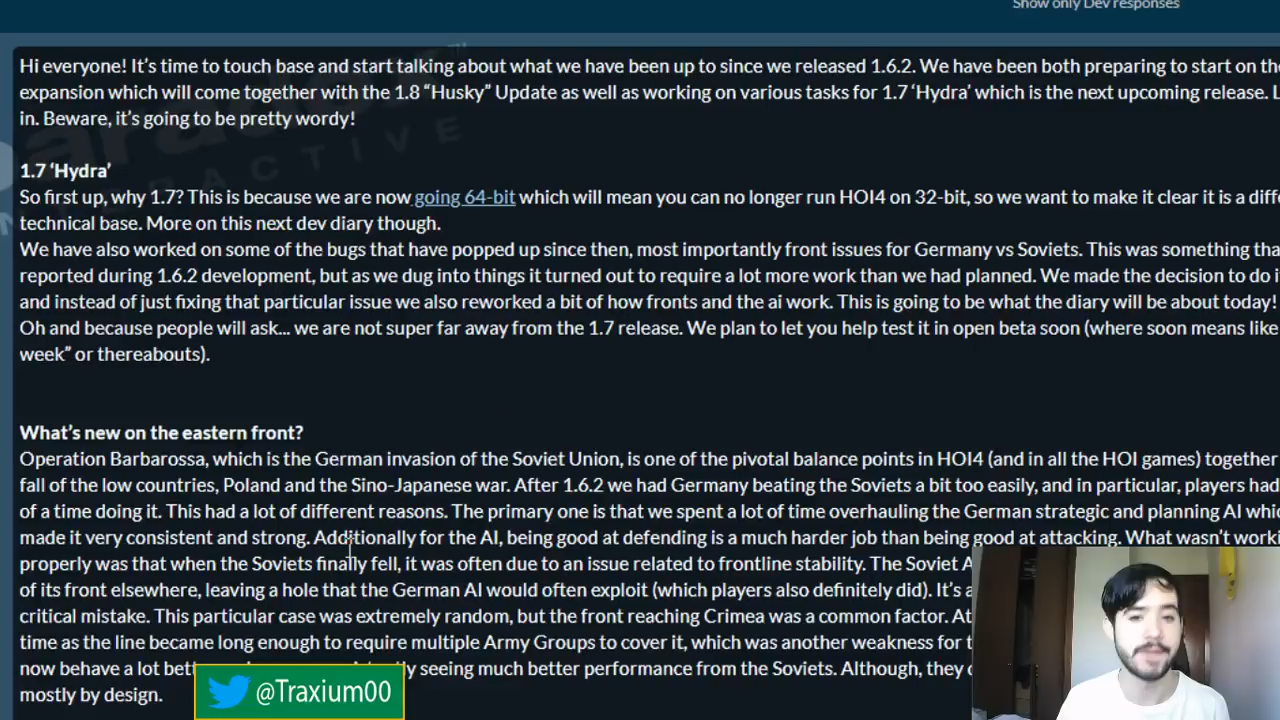 Show only Dev responses
Hi everyone! It's time to touch base and start talking about what we have been up to since we released 1.6.2. We have been both preparing to start on the
expansion which will come together with the 1.8 “Husky” Update as well as working on various tasks for 1.7 ‘Hydra’ which is the next upcoming release.
in. Beware, it's going to be pretty wordy!
1.7 ‘Hydra’
So first up, why 1.7? This is because we are now going 64-bit which will mean you can no longer run HOI4 on 32-bit, so we want to make it clear it is a
technical base. More on this next dev diary though.
We have also worked on some of the bugs that have popped up since then, most importantly front issues for Germany vs Soviets. This was something
reported during 1.6.2 development, but as we dug into things it turned out to require a lot more work than we had planned. We made the decision to do
and instead of just fixing that particular issue we also reworked a bit of how fronts and the ai work. This is going to be what the diary will be about today!
Oh and because people will ask... we are not super far away from the 1.7 release. We plan to let you help test it in open beta soon (where soon means like
week” or thereabouts).
What's new on the eastern front?
Operation Barbarossa, which is the German invasion of the Soviet Union, is one of the pivotal balance points in HOI4 (and in all the HOI games) together
fall of the low countries, Poland and the Sino-Japanese war. After 1.6.2 we had Germany beating the Soviets a bit too easily, and in particular, players had
of a time doing it. This had a lot of different reasons. The primary one is that we spent a lot of time overhauling the German strategic and planning AI
made it very consistent and strong. Additionally for the AI, being good at defending is a much harder job than being good at attacking. What wasn't
properly was that when the Soviets finally fell, it was often due to an issue related to frontline stability. The Soviet
of its front elsewhere, leaving a hole that the German AI would often exploit (which players also definitely did). It's
critical mistake. This particular case was extremely random, but the front reaching Crimea was a common factor.
time as the line became long enough to require multiple Army Groups to cover it, which was another weakness for
now behave a lot seeing much better performance from the Soviets. Although, they
mostly by design.
@Traxium00